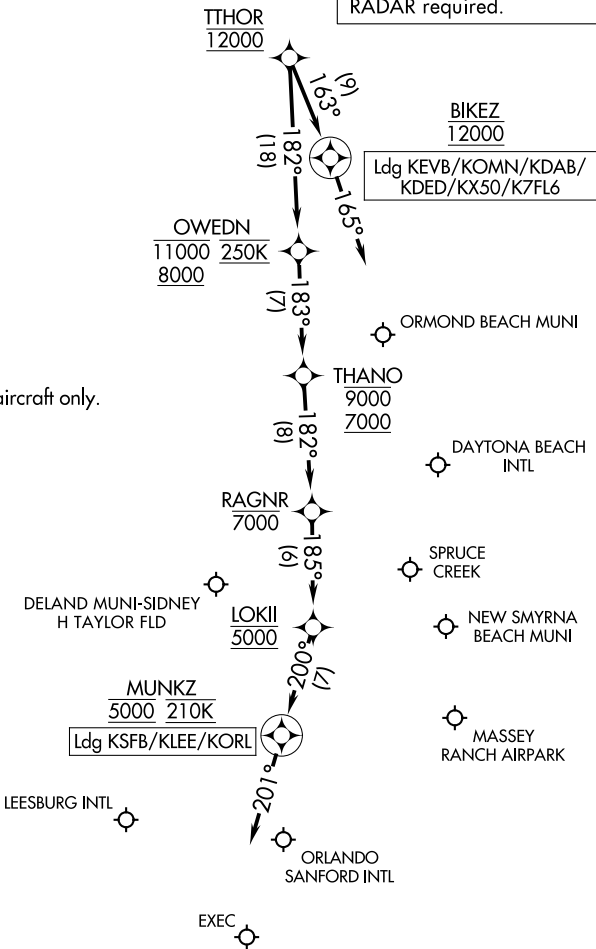 RADAR required.
TTHOR
12000
(9)
163°
BIKEZ
12000
Ldg KEVB/KOMN/KDAB/
KDED/KX50/K7FL6
182°
(18)
165°
OWEDN
11000 250K
8000
183°
(7)
ORMOND BEACH MUNI
aircraft only.
THANO
9000
7000
182°
(8)
DAYTONA BEACH
INTL
RAGNR
7000
185°
(6)
SPRUCE
CREEK
DELAND MUNI-SIDNEY
H TAYLOR FLD
LOKII
5000
NEW SMYRNA
BEACH MUNI
200°
(7)
MUNKZ
5000 210K
Ldg KSFB/KLEE/KORL
MASSEY
RANCH AIRPARK
201°
LEESBURG INTL
ORLANDO
SANFORD INTL
EXEC